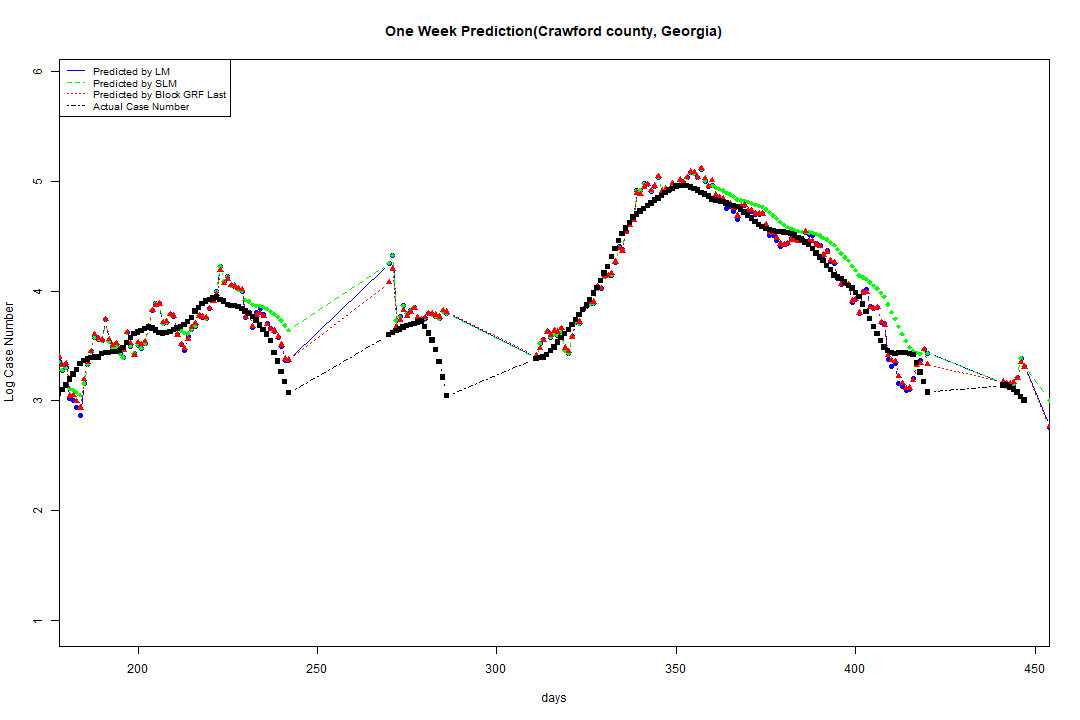 One Week Prediction(Crawford county, Georgia)
Predicted by LM
Predicted by SLM
Predicted by Block GRF Last
Actual Case Number
6
5
4
3
2
1
Log Case Number
200
250
300
350
400
450
days